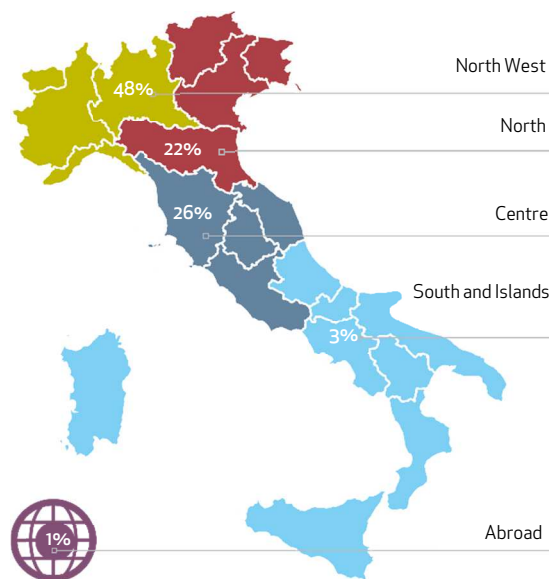 48%
North West
North
22%
26%
Centre
South and Islands
3%
1%
Abroad